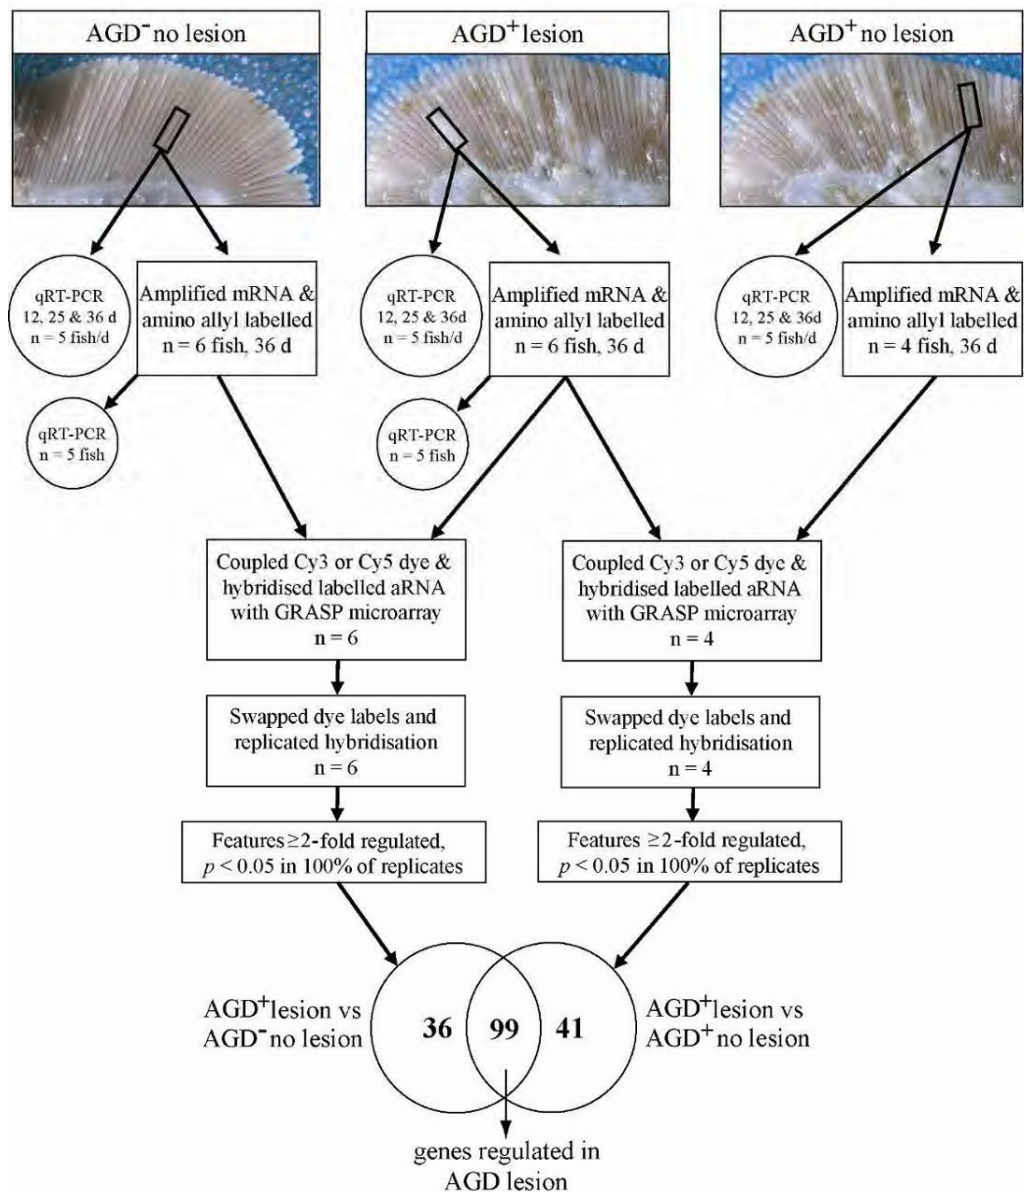 AGD⁻ no lesion
AGD⁺ lesion
AGD⁺ no lesion
qRT-PCR
12, 25 & 36 d
n = 5 fish/d
Amplified mRNA &
amino allyl labelled
n = 6 fish, 36 d
qRT-PCR
12, 25 & 36d
n = 5 fish/d
Amplified mRNA &
amino allyl labelled
n = 6 fish, 36 d
qRT-PCR
12, 25 & 36 d
n = 5 fish/d
Amplified mRNA &
amino allyl labelled
n = 4 fish, 36 d
qRT-PCR
n = 5 fish
qRT-PCR
n = 5 fish
Coupled Cy3 or Cy5 dye &
hybridised labelled aRNA
with GRASP microarray
n = 6
Coupled Cy3 or Cy5 dye &
hybridised labelled aRNA
with GRASP microarray
n = 4
Swapped dye labels and
replicated hybridisation
n = 6
Swapped dye labels and
replicated hybridisation
n = 4
Features ≥2-fold regulated,
p < 0.05 in 100% of replicates
Features ≥2-fold regulated,
p < 0.05 in 100% of replicates
AGD⁺lesion vs
AGD⁻no lesion
36
99
41
AGD⁺lesion vs
AGD⁺no lesion
genes regulated in
AGD lesion